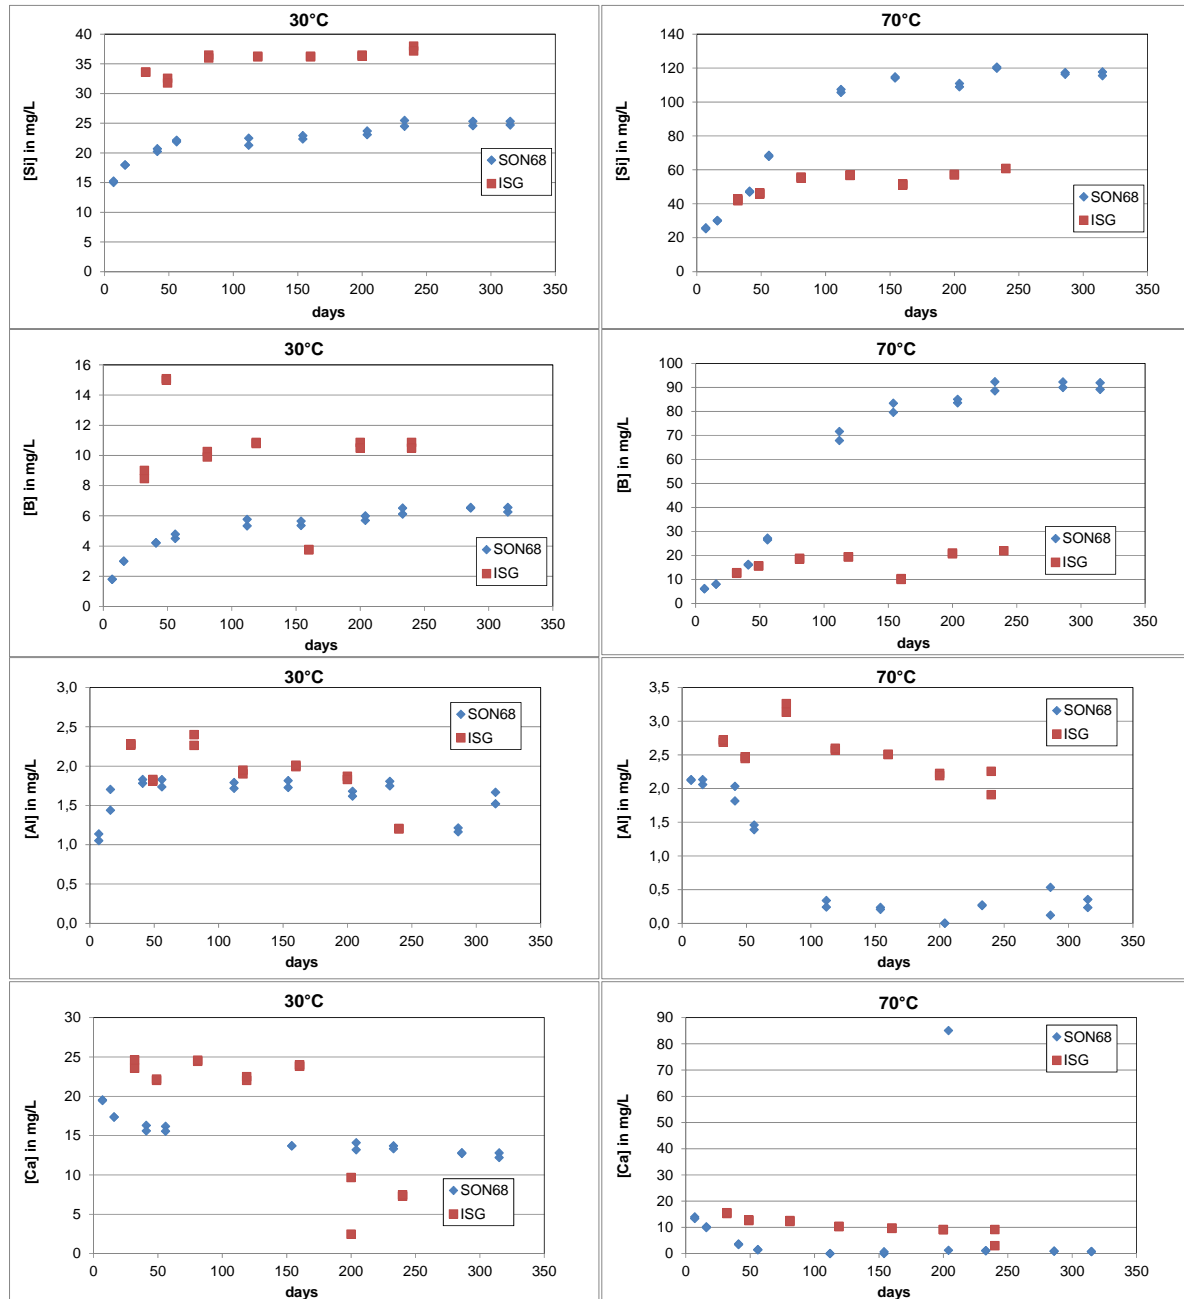 30°C
40
35
30
25
20
15
10
5
0
[Si] in mg/L
SON68
ISG
0 50 100 150 200 250 300 350
days
70°C
140
120
100
80
60
40
20
0
[Si] in mg/L
SON68
ISG
0 50 100 150 200 250 300 350
days
30°C
16
14
12
10
8
6
4
2
0
[B] in mg/L
SON68
ISG
0 50 100 150 200 250 300 350
days
70°C
100
90
80
70
60
50
40
30
20
10
0
[B] in mg/L
SON68
ISG
0 50 100 150 200 250 300 350
days
30°C
3,0
2,5
2,0
1,5
1,0
0,5
0,0
[Al] in mg/L
SON68
ISG
0 50 100 150 200 250 300 350
days
70°C
3,5
3,0
2,5
2,0
1,5
1,0
0,5
0,0
[Al] in mg/L
SON68
ISG
0 50 100 150 200 250 300 350
days
30°C
30
25
20
15
10
5
0
[Ca] in mg/L
SON68
ISG
0 50 100 150 200 250 300 350
days
70°C
90
80
70
60
50
40
30
20
10
0
[Ca] in mg/L
SON68
ISG
0 50 100 150 200 250 300 350
days